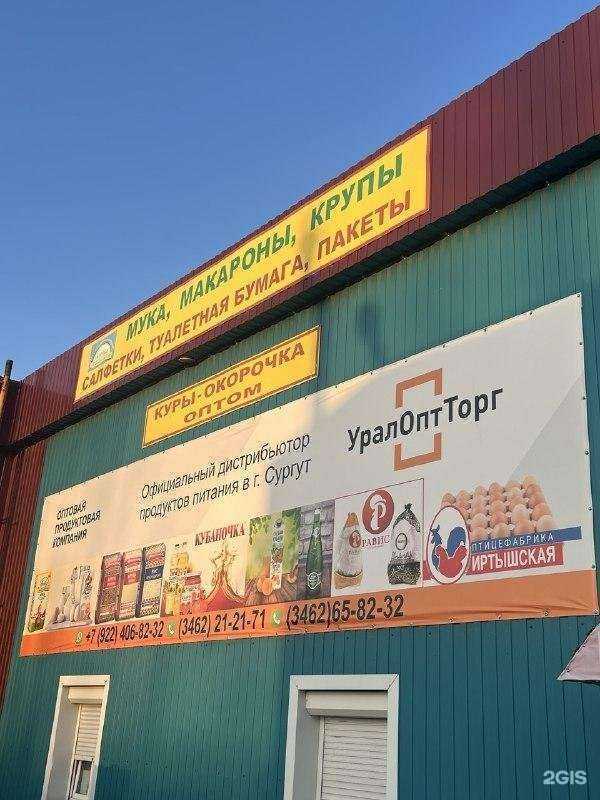 МУКА, МАКАРОНЫ, КРУПЫ
САЛФЕТКИ, ТУАЛЕТНАЯ БУМАГА, ПАКЕТЫ
КУРЫ-ОКОРОЧКА
ОПТОМ
УралОптТорг
Официальный дистрибьютор
продуктов питания в г. Сургут
ОПТОВАЯ
ПРОДУКТОВАЯ
КОМПАНИЯ
КУБАНОЧКА
Р
РАВИС
ПТИЦЕФАБРИКА
ИРТЫШСКАЯ
+7 (922) 406-82-32 (3462) 21-21-71 (3462)65-82-32
2GIS